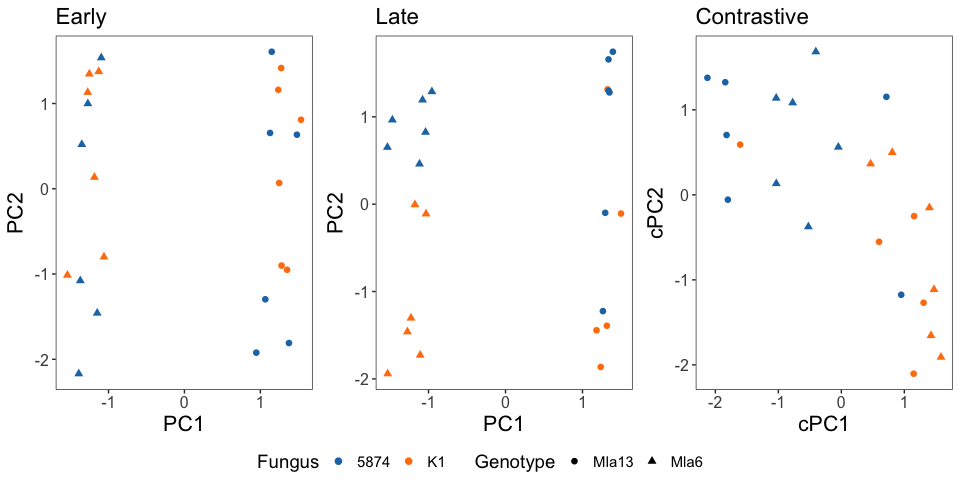 Early Late Contrastive
1 1 1
0 0 0
-1 -1 -1
-2 -2 -2
PC2 PC2 cPC2
-1 0 1 -1 0 1 -2 -1 0 1
PC1 PC1 cPC1
Fungus 5874 K1 Genotype Mla13 Mla6